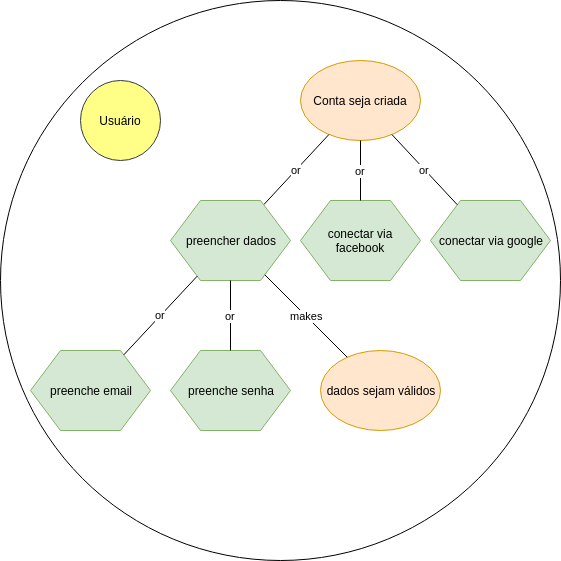 Usuário
Conta seja criada
or
or
or
preencher dados
conectar via
facebook
conectar via google
or
or
makes
preenche email
preenche senha
dados sejam válidos